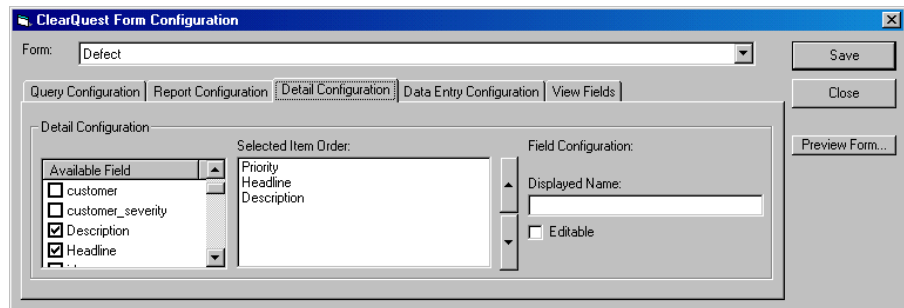 ClearQuest Form Configuration
Form:
Defect
Save
Query Configuration
Report Configuration
Detail Configuration
Data Entry Configuration
View Fields
Close
Detail Configuration
Preview Form...
Available Field
customer
customer_severity
Description
Headline
Selected Item Order:
Priority
Headline
Description
Field Configuration:
Displayed Name:
Editable